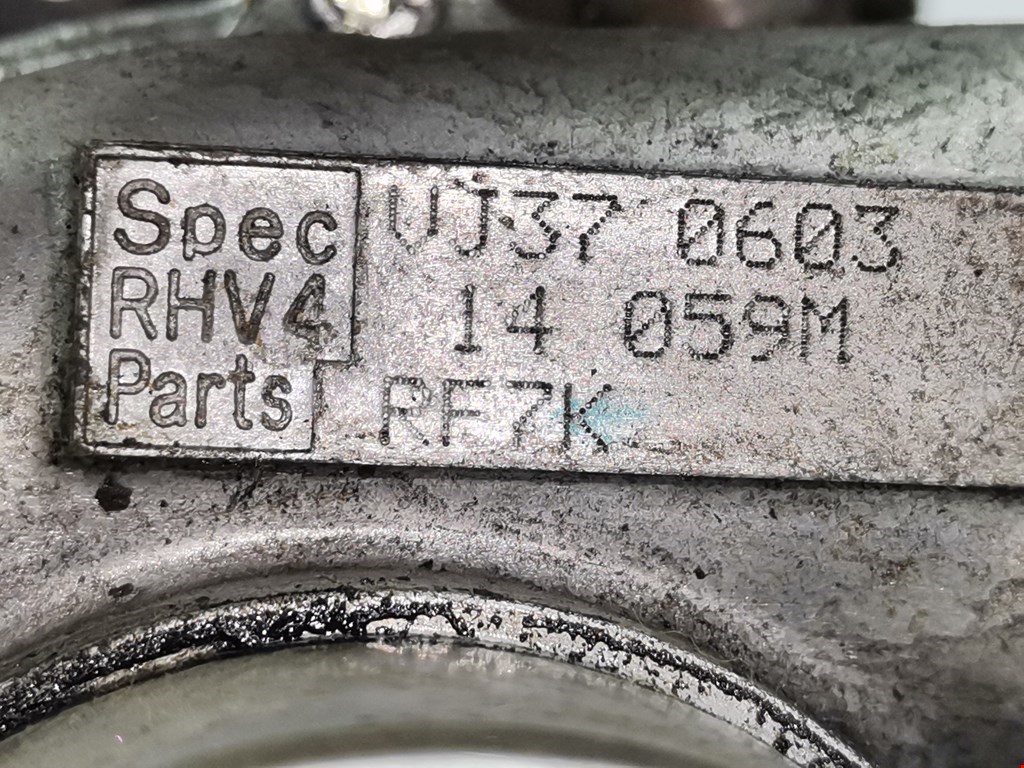 Spec VJ37 0603
RHV4 14 059M
Parts RF7K